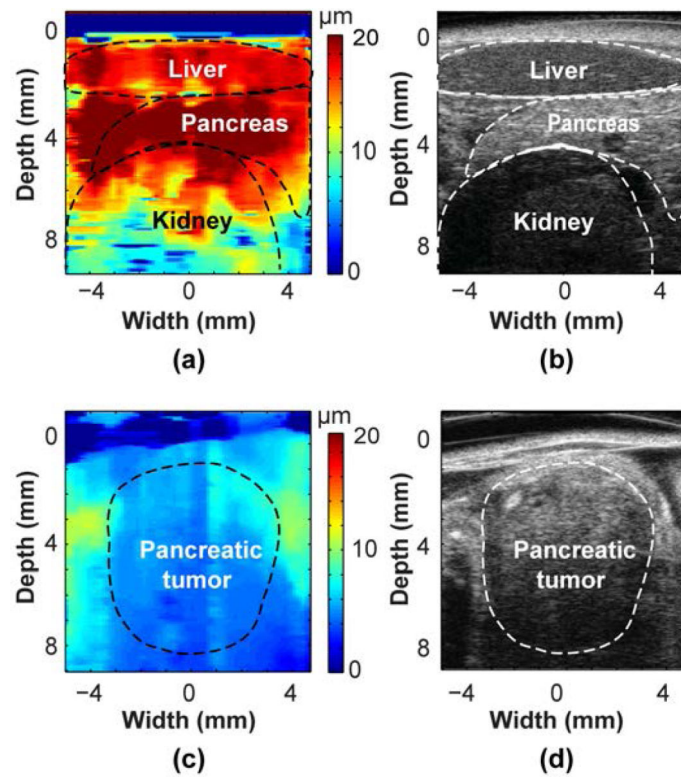 µm
0
4
8
Depth (mm)
Liver
Pancreas
Kidney
20
10
0
−4 0 4
Width (mm)
(a)
0
4
8
Depth (mm)
Liver
Pancreas
Kidney
−4 0 4
Width (mm)
(b)
µm
0
4
8
Depth (mm)
Pancreatic
tumor
20
10
0
−4 0 4
Width (mm)
(c)
0
4
8
Depth (mm)
Pancreatic
tumor
−4 0 4
Width (mm)
(d)